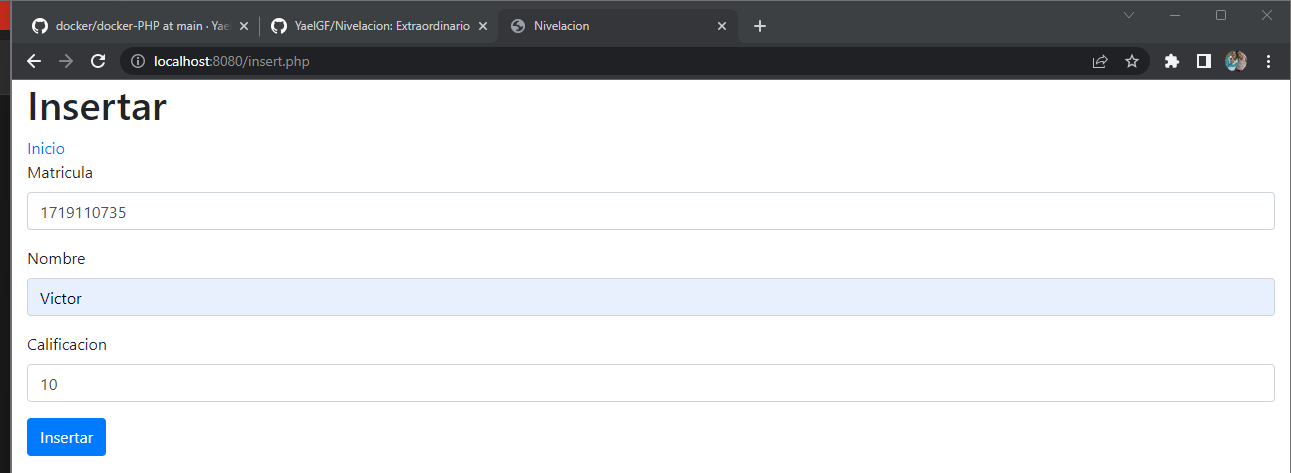 docker/docker-PHP at main · Yael
YaelGF/Nivelacion: Extraordinario
Nivelacion
localhost:8080/insert.php
Insertar
Inicio
Matricula
1719110735
Nombre
Victor
Calificacion
10
Insertar